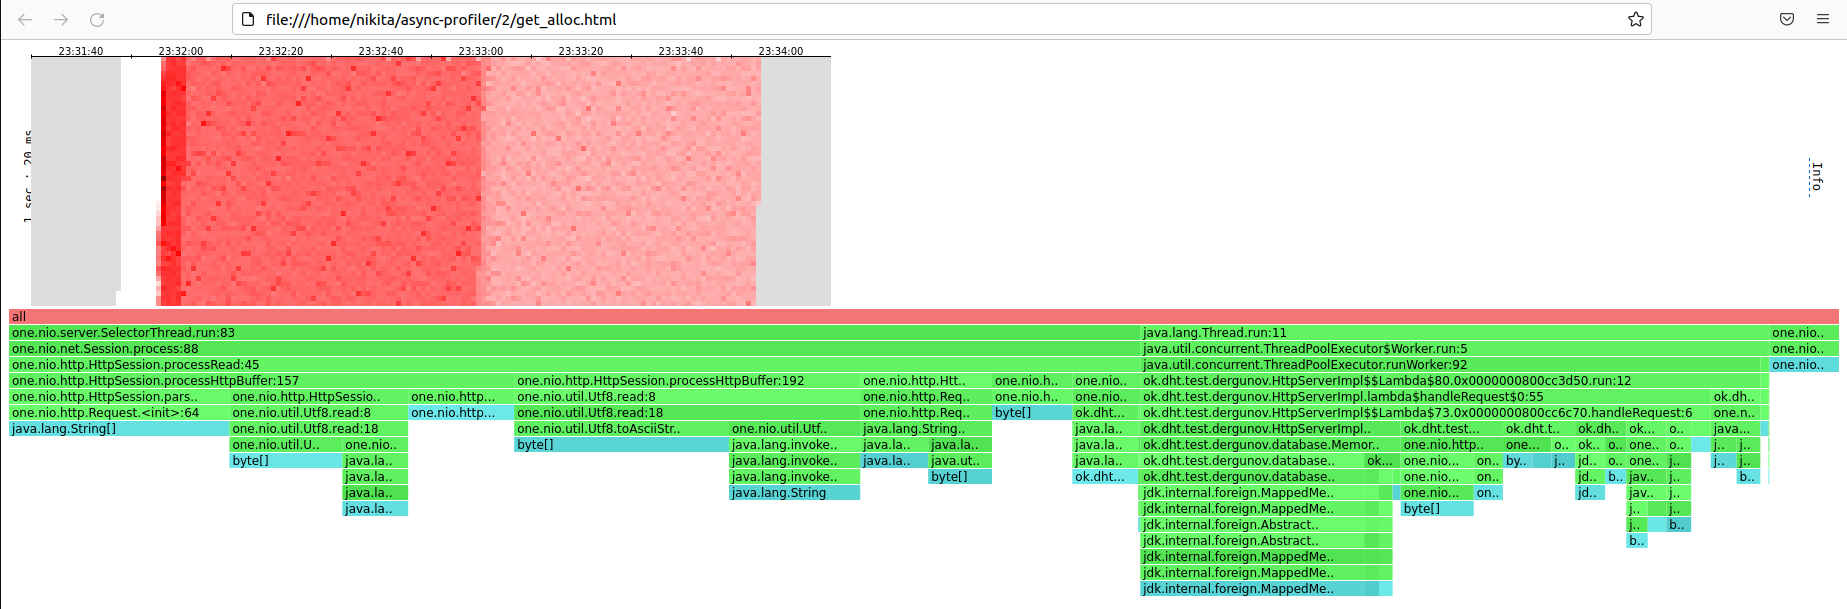 file:///home/nikita/async-profiler/2/get_alloc.html
23:31:40 23:32:00 23:32:20 23:32:40 23:33:00 23:33:20 23:33:40 23:34:00
1 sec : 20 ms
Info
all
one.nio.server.SelectorThread.run:83 java.lang.Thread.run:11 one.nio..
one.nio.net.Session.process:88 java.util.concurrent.ThreadPoolExecutor$Worker.run:5 one.nio..
one.nio.http.HttpSession.processRead:45 java.util.concurrent.ThreadPoolExecutor.runWorker:92 one.nio..
one.nio.http.HttpSession.processHttpBuffer:157 one.nio.http.HttpSession.processHttpBuffer:192 one.nio.http.Htt.. one.nio.h.. one.nio.. ok.dht.test.dergunov.HttpServerImpl$$Lambda$80.0x0000000800cc3d50.run:12
one.nio.http.HttpSession.pars.. one.nio.http.HttpSessio.. one.nio.http... one.nio.util.Utf8.read:8 one.nio.http.Req.. one.nio.h.. one.nio.. ok.dht.test.dergunov.HttpServerImpl.lambda$handleRequest$0:55 ok.dh..
one.nio.http.Request.<init>:64 one.nio.util.Utf8.read:8 one.nio.http... one.nio.util.Utf8.read:18 one.nio.http.Req.. byte[] ok.dht... ok.dht.test.dergunov.HttpServerImpl$$Lambda$73.0x0000000800cc6c70.handleRequest:6 one.n..
java.lang.String[] one.nio.util.Utf8.read:18 one.nio.util.Utf8.toAsciiStr.. one.nio.util.Utf.. java.lang.String.. java.la.. ok.dht.test.dergunov.HttpServerImpl.. ok.dht.test... ok.dht.t.. ok.dh.. ok... o.. java...
one.nio.util.U.. one.nio.. byte[] java.lang.invoke.. java.la.. java.la.. java.la.. ok.dht.test.dergunov.database.Memor.. one.nio.http.. one... o.. ok.. o.. one.. o.. j.. j..
byte[] java.la.. java.lang.invoke.. java.la.. java.ut.. java.la.. ok.dht.test.dergunov.database.. ok... one.nio... on.. by.. j.. jd.. o.. one.. j.. j.. j..
java.la.. java.lang.invoke.. byte[] ok.dht... ok.dht.test.dergunov.database.. one.nio... on.. jd.. b.. jav.. j.. b..
java.la.. java.lang.String jdk.internal.foreign.MappedMe.. one.nio... on.. jd.. jav.. j..
java.la.. jdk.internal.foreign.MappedMe.. byte[] j.. j..
jdk.internal.foreign.Abstract.. j.. b..
jdk.internal.foreign.Abstract.. b..
jdk.internal.foreign.MappedMe..
jdk.internal.foreign.MappedMe..
jdk.internal.foreign.MappedMe..